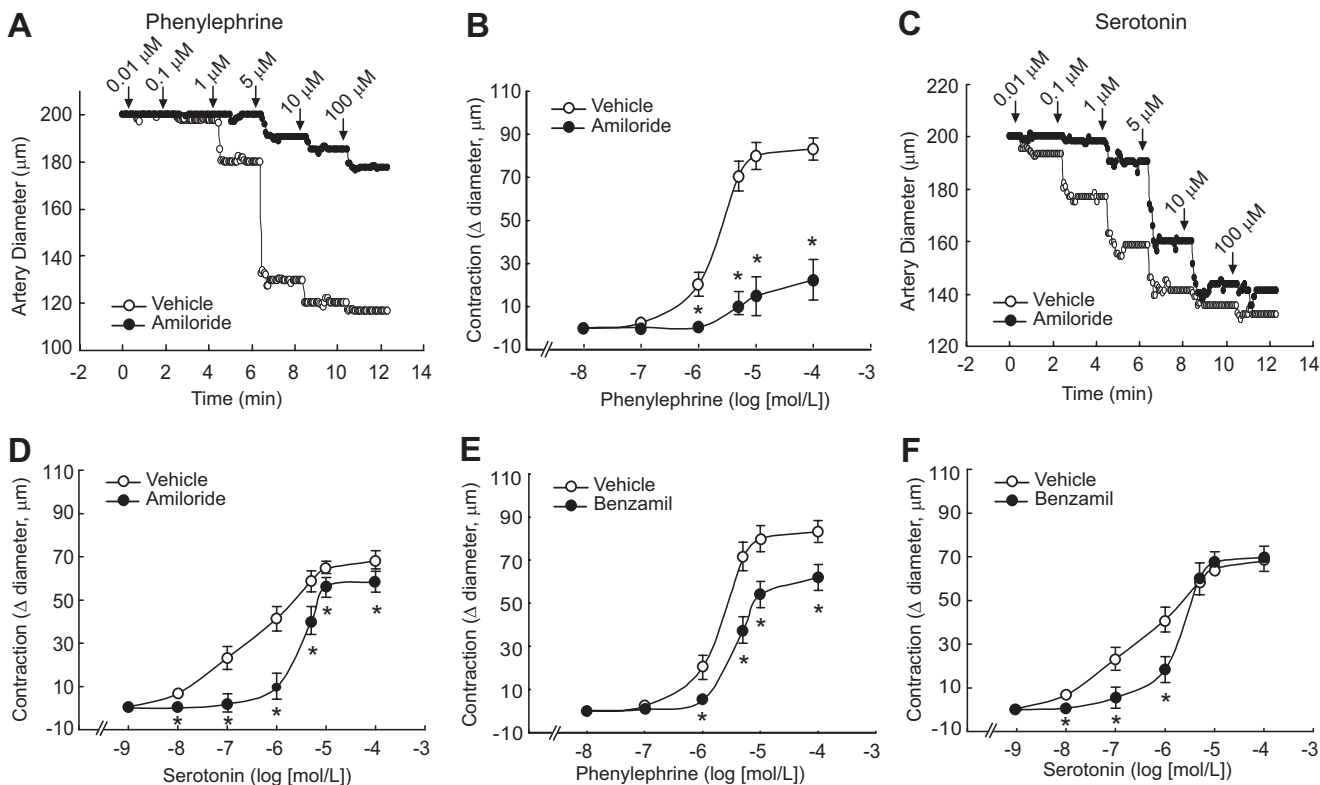 A
Phenylephrine
0.01 μM
0.1 μM
1 μM
5 μM
10 μM
100 μM
Artery Diameter (μm)
200
180
160
140
120
100
Vehicle
Amiloride
-2 0 2 4 6 8 10 12 14
Time (min)
B
Contraction (Δ diameter, μm)
110
90
70
50
30
10
-10
Vehicle
Amiloride
* * * *
-8 -7 -6 -5 -4 -3
Phenylephrine (log [mol/L])
C
Serotonin
0.01 μM
0.1 μM
1 μM
5 μM
10 μM
100 μM
Artery Diameter (μm)
220
200
180
160
140
120
Vehicle
Amiloride
-2 0 2 4 6 8 10 12 14
Time (min)
D
Contraction (Δ diameter, μm)
110
90
70
50
30
10
-10
Vehicle
Amiloride
* * * * * *
-9 -8 -7 -6 -5 -4 -3
Serotonin (log [mol/L])
E
Contraction (Δ diameter, μm)
110
90
70
50
30
10
-10
Vehicle
Benzamil
* * * *
-8 -7 -6 -5 -4 -3
Phenylephrine (log [mol/L])
F
Contraction (Δ diameter, μm)
110
90
70
50
30
10
-10
Vehicle
Benzamil
* * *
-9 -8 -7 -6 -5 -4 -3
Serotonin (log [mol/L])